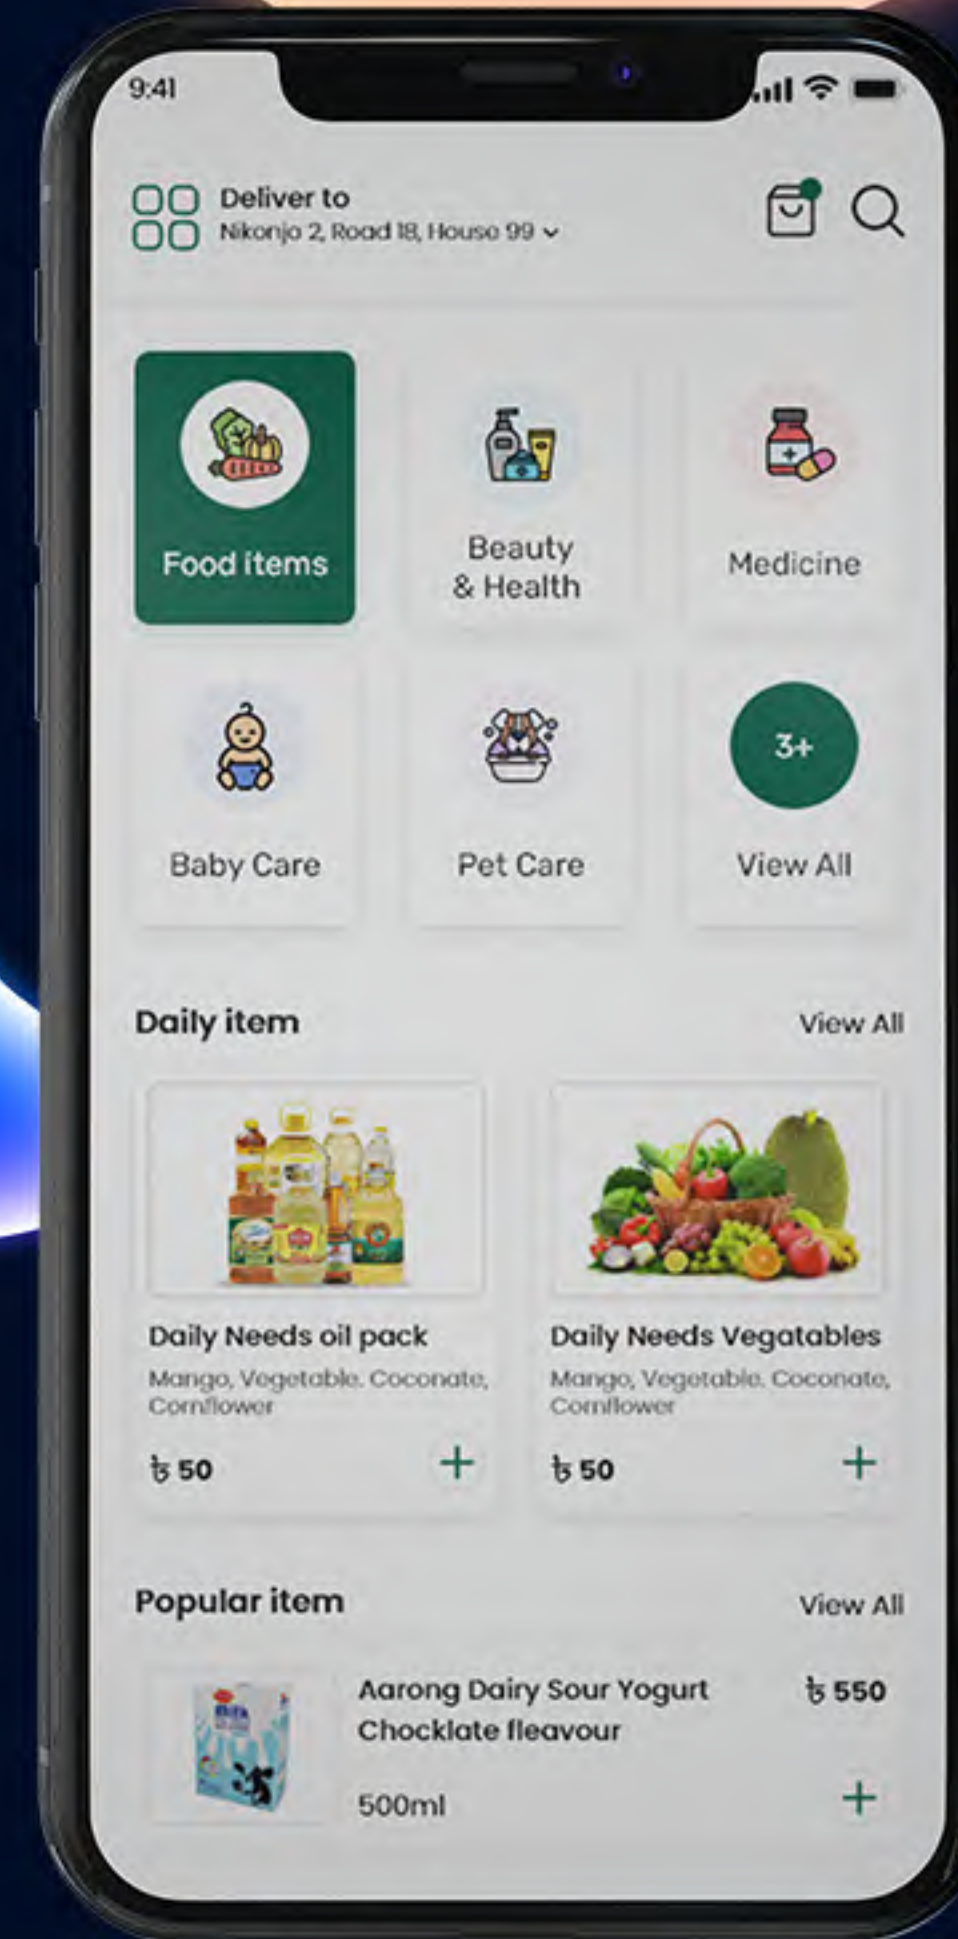 9:41
Deliver to
Nikonjo 2, Road 18, House 99
Food items
Beauty
& Health
Medicine
Baby Care
Pet Care
3+
View All
Daily item
View All
Daily Needs oil pack
Mango, Vegetable. Coconate,
Cornflower
৳ 50
Daily Needs Vegatables
Mango, Vegetable. Coconate,
Cornflower
৳ 50
Popular item
View All
Aarong Dairy Sour Yogurt
Chocklate fleavour
৳ 550
Milk
500ml